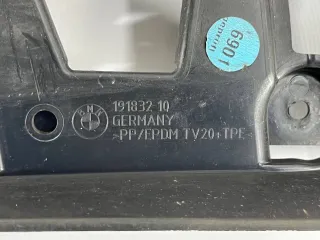 1069
191832 10
GERMANY
>PP/EPDM TV20+TPE<